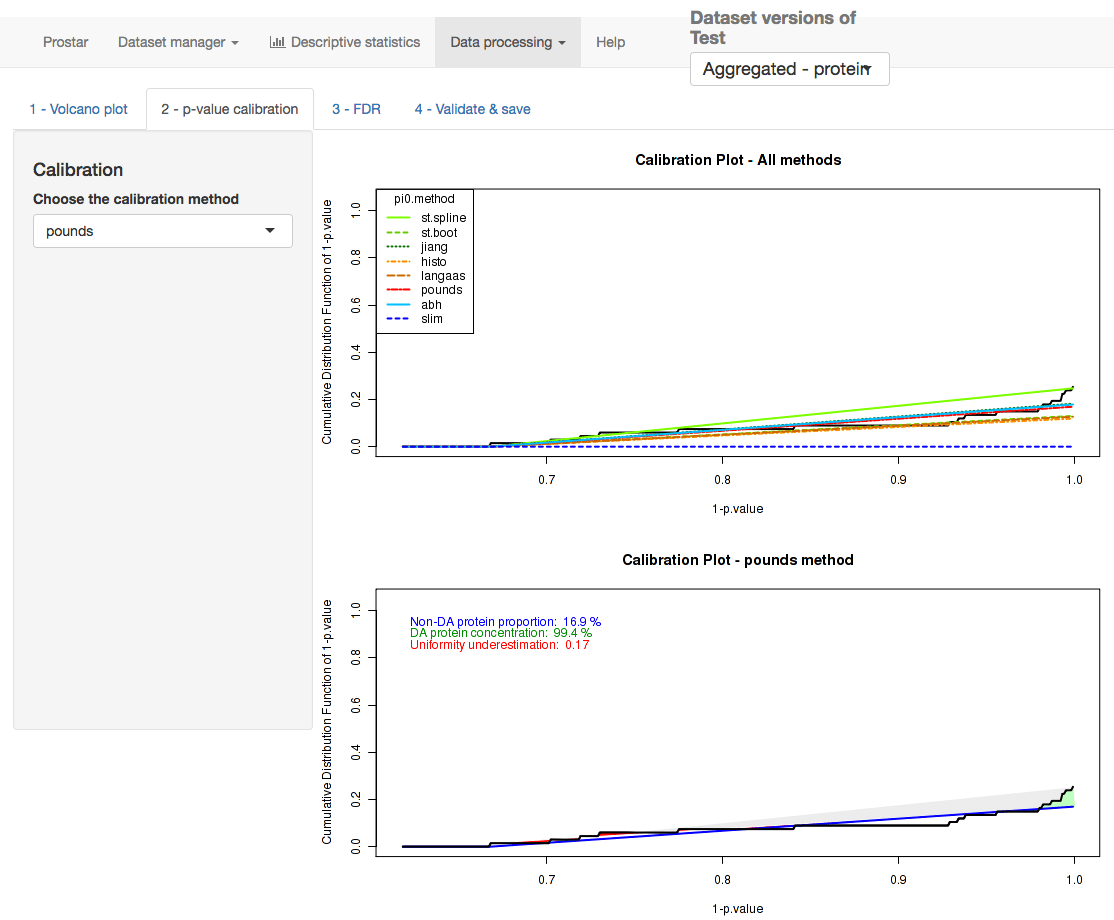 Prostar Dataset manager Descriptive statistics Data processing Help
Dataset versions of
Test
Aggregated - protein
1 - Volcano plot 2 - p-value calibration 3 - FDR 4 - Validate & save
Calibration
Choose the calibration method
pounds
Calibration Plot - All methods
Cumulative Distribution Function of 1-p.value
1.0
0.8
0.6
0.4
0.2
0.0
pi0.method
st.spline
st.boot
jiang
histo
langaas
pounds
abh
slim
0.7 0.8 0.9 1.0
1-p.value
Calibration Plot - pounds method
Cumulative Distribution Function of 1-p.value
1.0
0.8
0.6
0.4
0.2
0.0
Non-DA protein proportion: 16.9 %
DA protein concentration: 99.4 %
Uniformity underestimation: 0.17
0.7 0.8 0.9 1.0
1-p.value